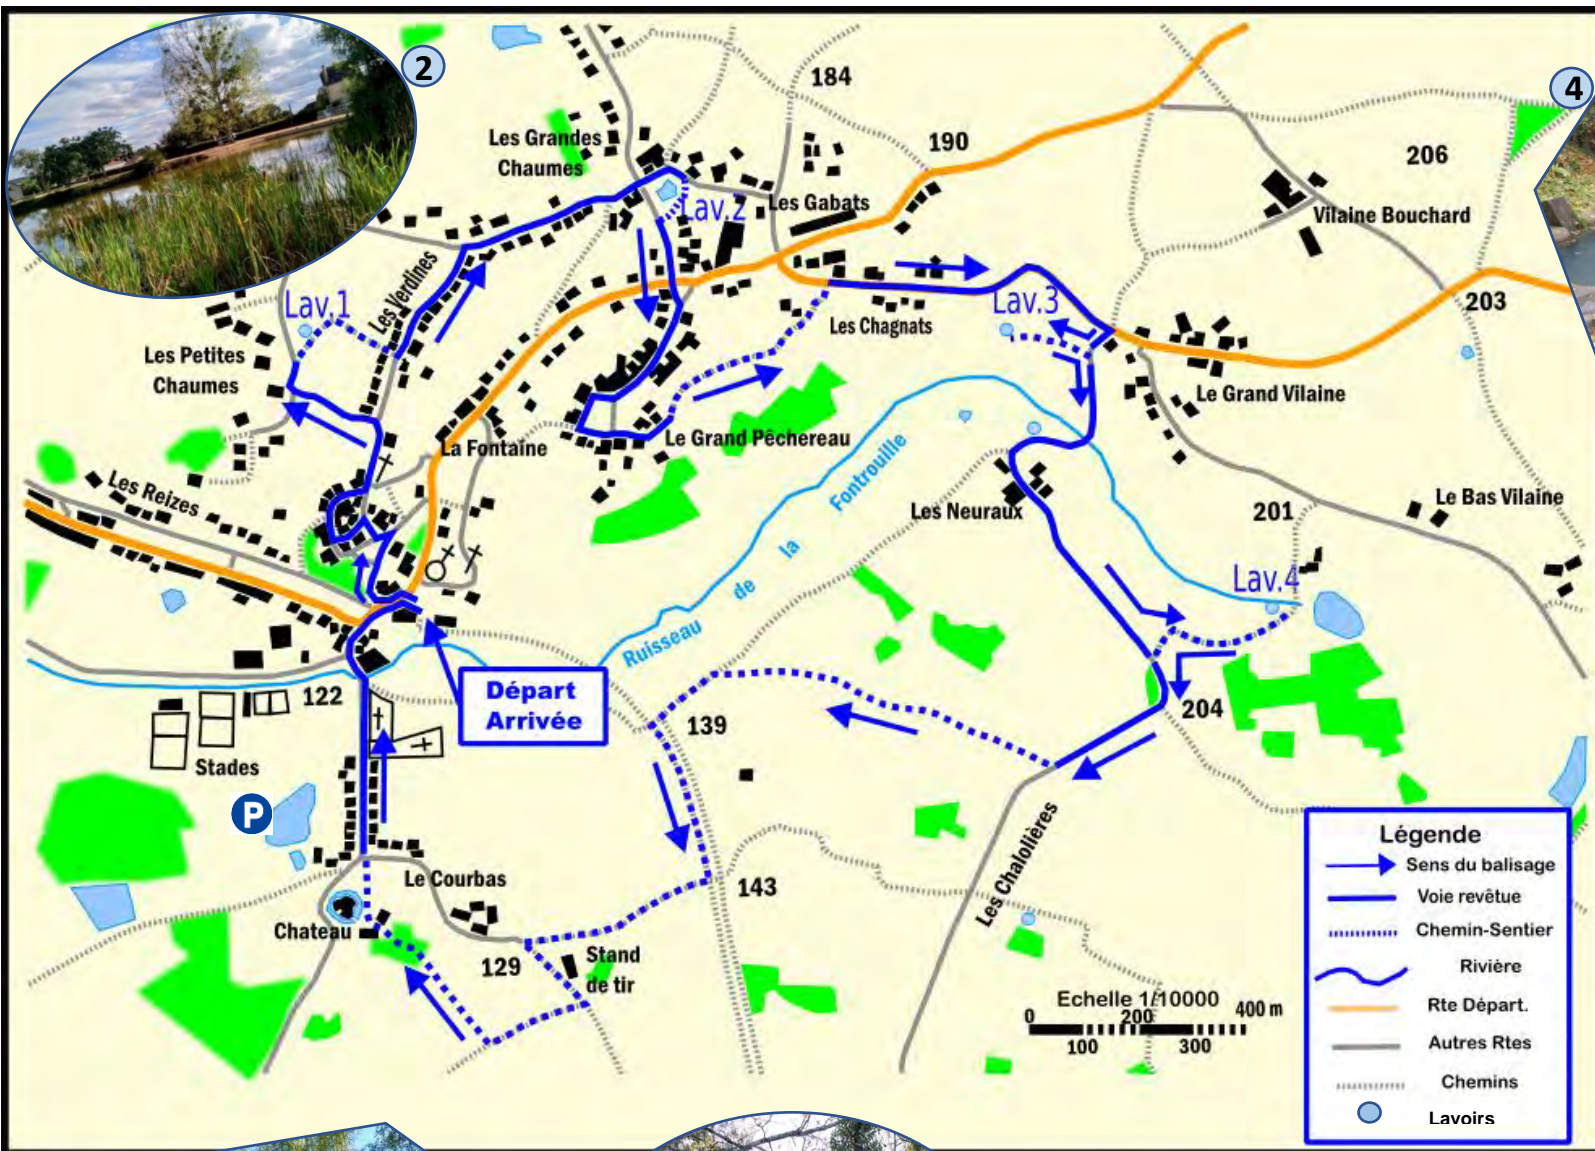 2
4
184
Les Grandes
Chaumes
190
206
Lav.2
Les Gabats
Vilaine Bouchard
Les Verdines
Lav.1
Lav.3
203
Les Chagnats
Les Petites
Chaumes
Le Grand Vilaine
La Fontaine
Le Grand Pêchereau
Fontrouille
la
de
Ruisseau
Les Reizes
Les Neuraux
201
Le Bas Vilaine
Lav.4
Départ
Arrivée
122
139
204
Stades
P
Le Courbas
143
Les Chalolières
Chateau
129
Stand
de tir
Echelle 1/10000
0
200
400 m
100
300
Légende
Sens du balisage
Voie revêtue
Chemin-Sentier
Rivière
Rte Départ.
Autres Rtes
Chemins
Lavoirs